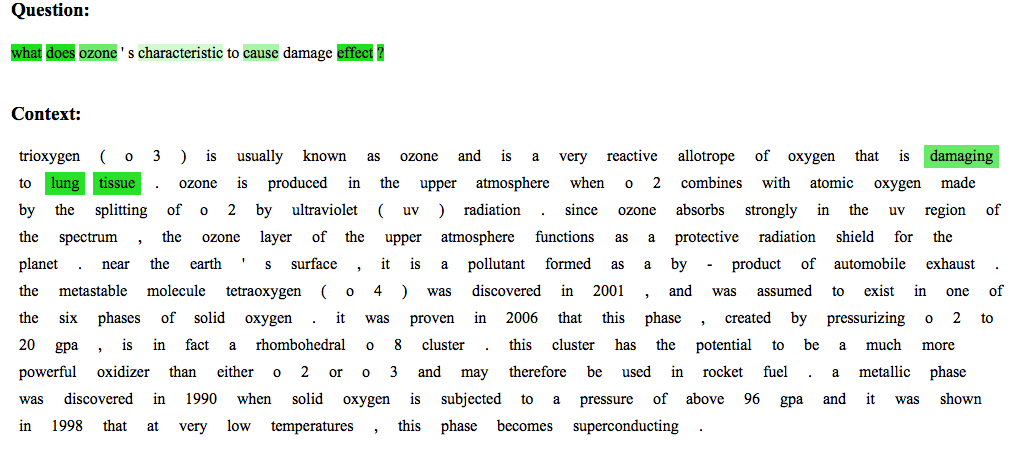 Question:
what does ozone ' s characteristic to cause damage effect ?
Context:
trioxygen ( o 3 ) is usually known as ozone and is a very reactive allotrope of oxygen that is damaging
to lung tissue . ozone is produced in the upper atmosphere when o 2 combines with atomic oxygen made
by the splitting of o 2 by ultraviolet ( uv ) radiation . since ozone absorbs strongly in the uv region of
the spectrum , the ozone layer of the upper atmosphere functions as a protective radiation shield for the
planet . near the earth ' s surface , it is a pollutant formed as a by - product of automobile exhaust .
the metastable molecule tetraoxygen ( o 4 ) was discovered in 2001 , and was assumed to exist in one of
the six phases of solid oxygen . it was proven in 2006 that this phase , created by pressurizing o 2 to
20 gpa , is in fact a rhombohedral o 8 cluster . this cluster has the potential to be a much more
powerful oxidizer than either o 2 or o 3 and may therefore be used in rocket fuel . a metallic phase
was discovered in 1990 when solid oxygen is subjected to a pressure of above 96 gpa and it was shown
in 1998 that at very low temperatures , this phase becomes superconducting .